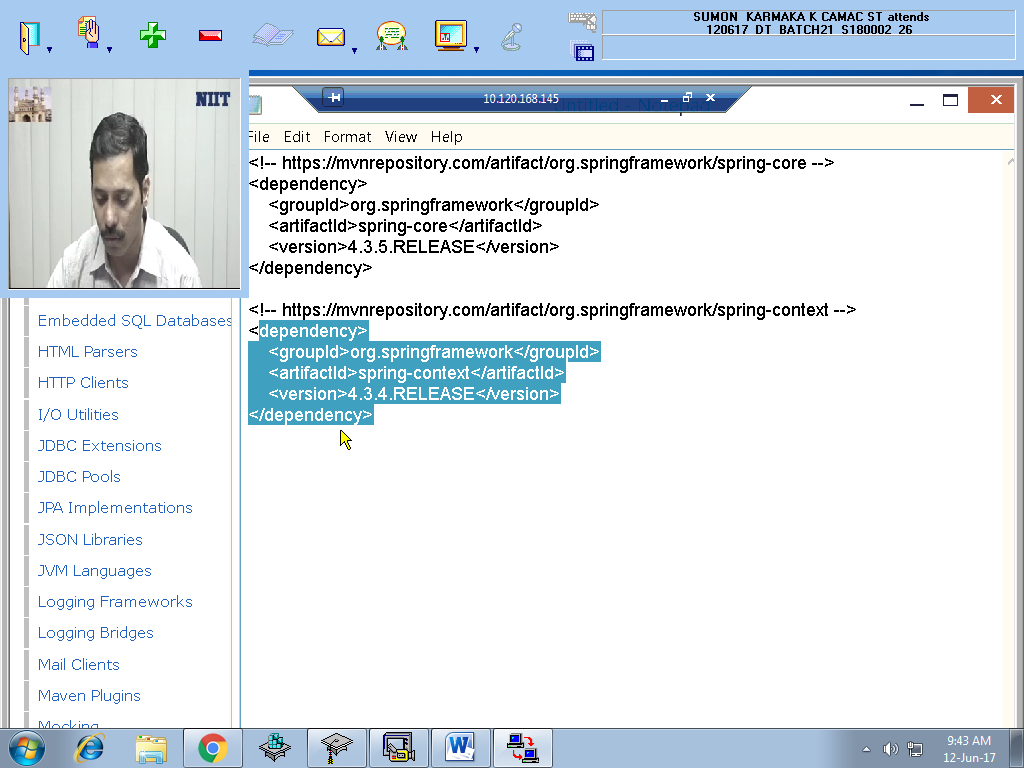 SUMON KARMAKA K CAMAC ST attends
120617 DT BATCH21 S180002 26
NIIT
10.120.168.145
Untitled - Notepad
File Edit Format View Help
<!-- https://mvnrepository.com/artifact/org.springframework/spring-core -->
<dependency>
<groupId>org.springframework</groupId>
<artifactId>spring-core</artifactId>
<version>4.3.5.RELEASE</version>
</dependency>
<!-- https://mvnrepository.com/artifact/org.springframework/spring-context -->
<dependency>
<groupId>org.springframework</groupId>
<artifactId>spring-context</artifactId>
<version>4.3.4.RELEASE</version>
</dependency>
Embedded SQL Databases
HTML Parsers
HTTP Clients
I/O Utilities
JDBC Extensions
JDBC Pools
JPA Implementations
JSON Libraries
JVM Languages
Logging Frameworks
Logging Bridges
Mail Clients
Maven Plugins
Mocking
9:43 AM
12-Jun-17